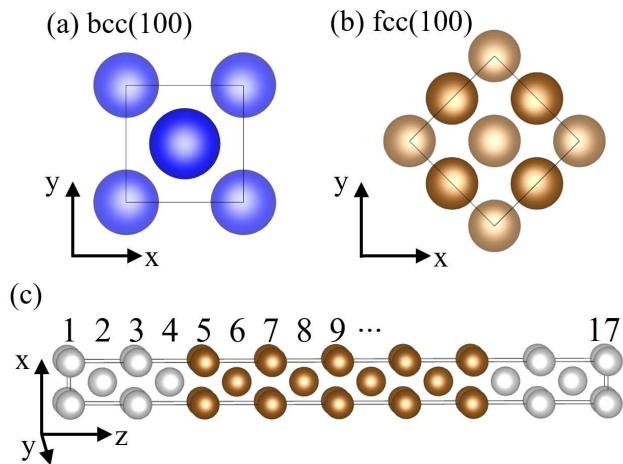 (a) bcc(100)
(b) fcc(100)
y
x
y
x
(c)
1 2 3 4 5 6 7 8 9 ... 17
x
y
z